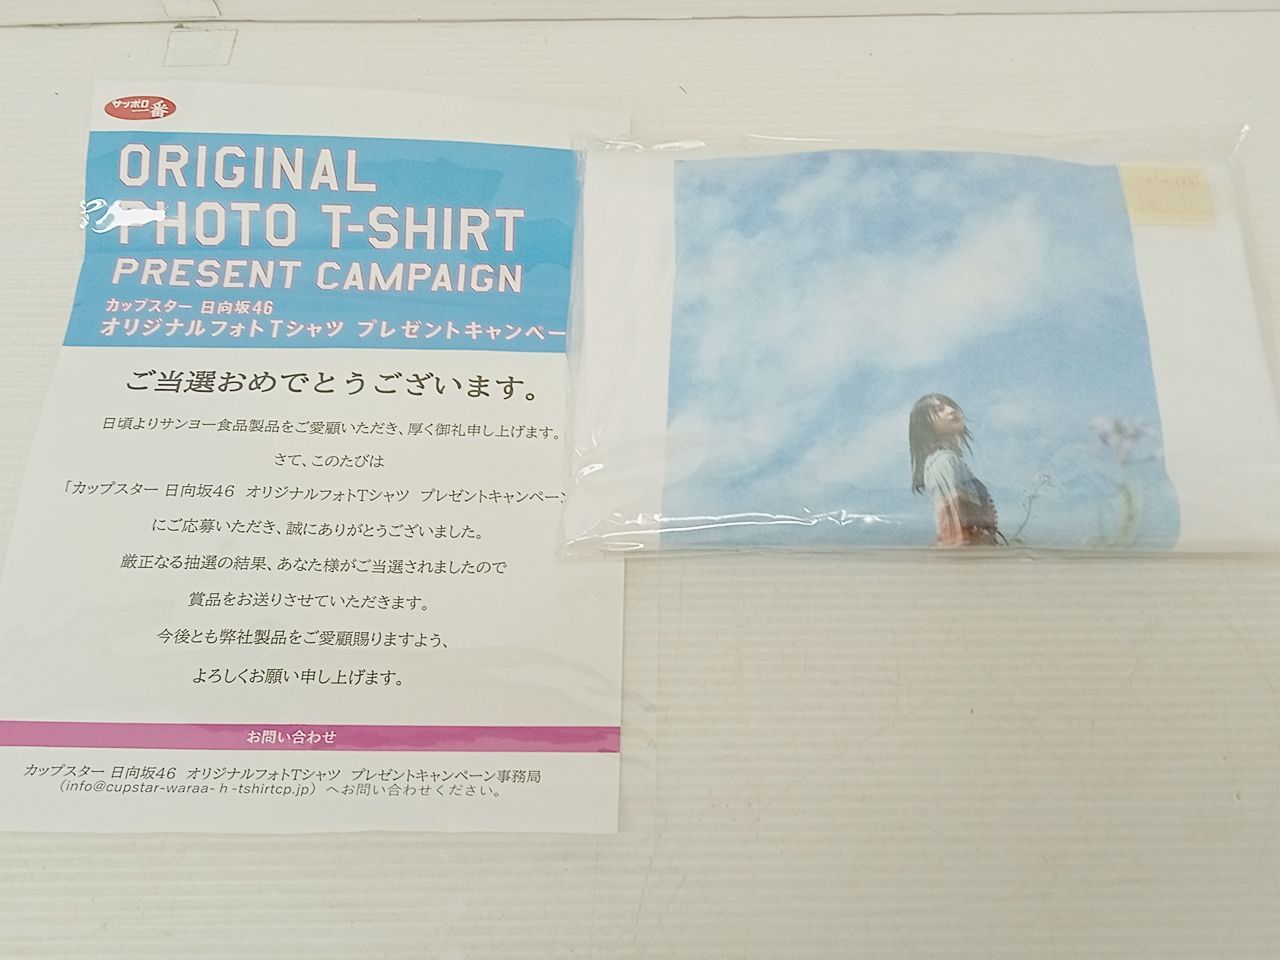 サッポロ
一番
ORIGINAL
PHOTO T-SHIRT
PRESENT CAMPAIGN
カップスター 日向坂46
オリジナルフォトTシャツ プレゼントキャンペー
ご当選おめでとうございます。
日頃よりサンヨー食品製品をご愛顧いただき、厚く御礼申し上げます。
さて、このたびは
「カップスター 日向坂46 オリジナルフォトTシャツ プレゼントキャンペーン
にご応募いただき、誠にありがとうございました。
厳正なる抽選の結果、あなた様がご当選されましたので
賞品をお送りさせていただきます。
今後とも弊社製品をご愛顧賜りますよう、
よろしくお願い申し上げます。
お問い合わせ
カップスター 日向坂46 オリジナルフォトTシャツ プレゼントキャンペーン事務局
（info@cupstar-waraa-h-tshirtcp.jp）へお問い合わせください。